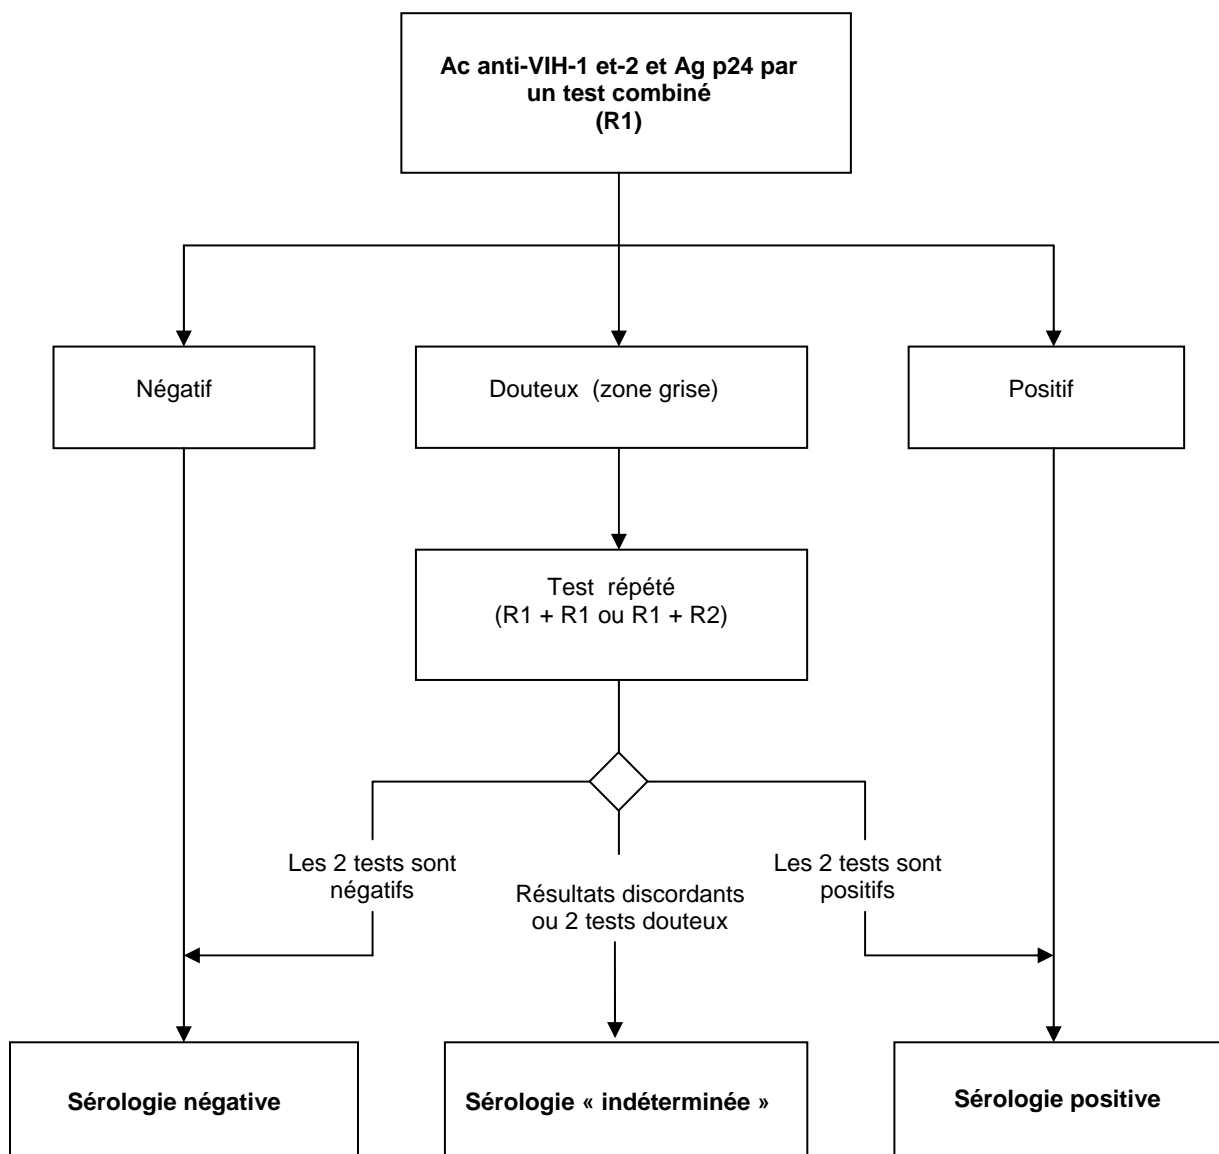 Ac anti-VIH-1 et-2 et Ag p24 par
un test combiné
(R1)
Négatif
Douteux (zone grise)
Positif
Test répété
(R1 + R1 ou R1 + R2)
Les 2 tests sont
négatifs
Résultats discordants
ou 2 tests douteux
Les 2 tests sont
positifs
Sérologie négative
Sérologie « indéterminée »
Sérologie positive